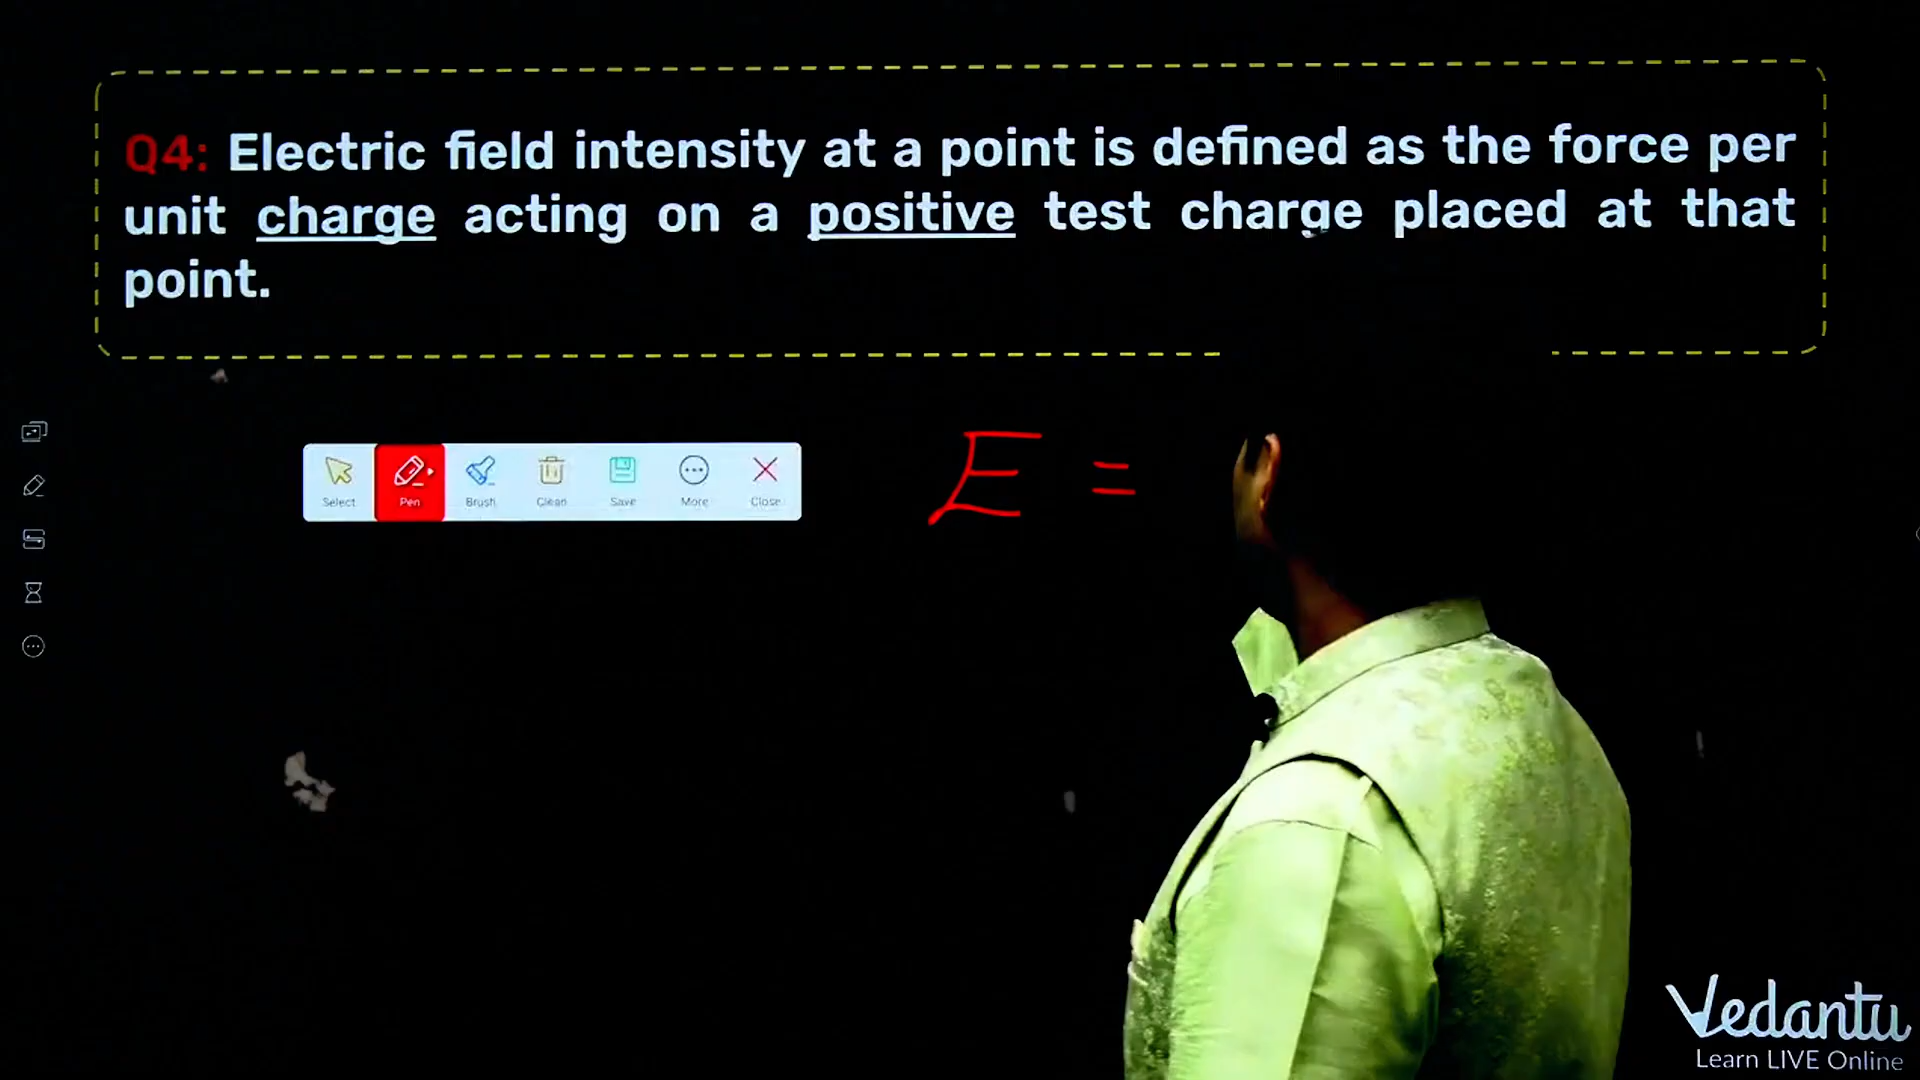 Q4: Electric field intensity at a point is defined as the force per
unit charge acting on a positive test charge placed at that
point.
E =
Select Pen Brush Clean Save More Close
Vedantu
Learn LIVE Online